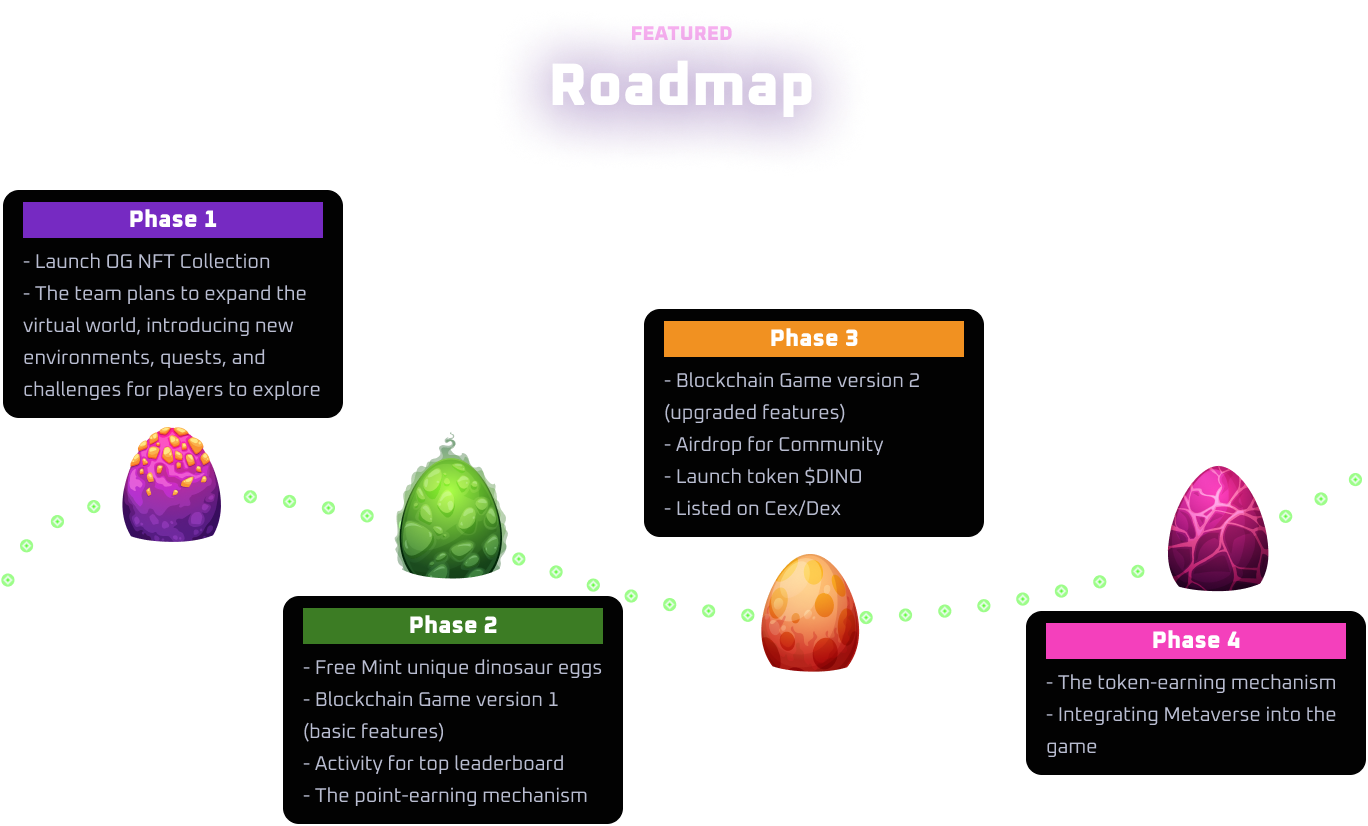 FEATURED
Roadmap
Phase 1
- Launch OG NFT Collection
- The team plans to expand the
virtual world, introducing new
environments, quests, and
challenges for players to explore
Phase 2
- Free Mint unique dinosaur eggs
- Blockchain Game version 1
(basic features)
- Activity for top leaderboard
- The point-earning mechanism
Phase 3
- Blockchain Game version 2
(upgraded features)
- Airdrop for Community
- Launch token $DINO
- Listed on Cex/Dex
Phase 4
- The token-earning mechanism
- Integrating Metaverse into the
game